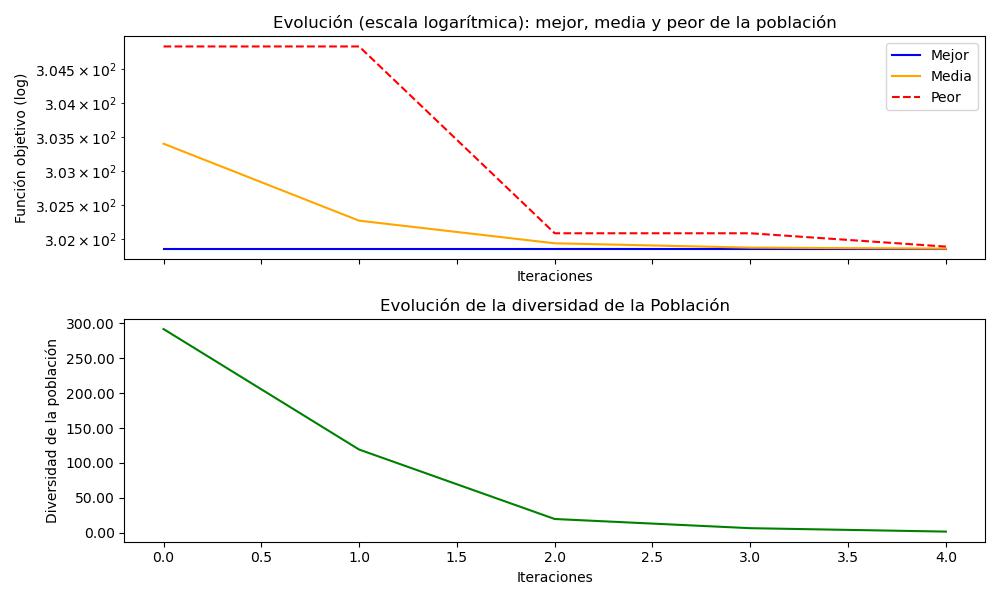 Evolución (escala logarítmica): mejor, media y peor de la población
Función objetivo (log)
3.045 × 10²
3.04 × 10²
3.035 × 10²
3.03 × 10²
3.025 × 10²
3.02 × 10²
Mejor
Media
Peor
Iteraciones
Evolución de la diversidad de la Población
Diversidad de la población
300.00
250.00
200.00
150.00
100.00
50.00
0.00
0.0 0.5 1.0 1.5 2.0 2.5 3.0 3.5 4.0
Iteraciones